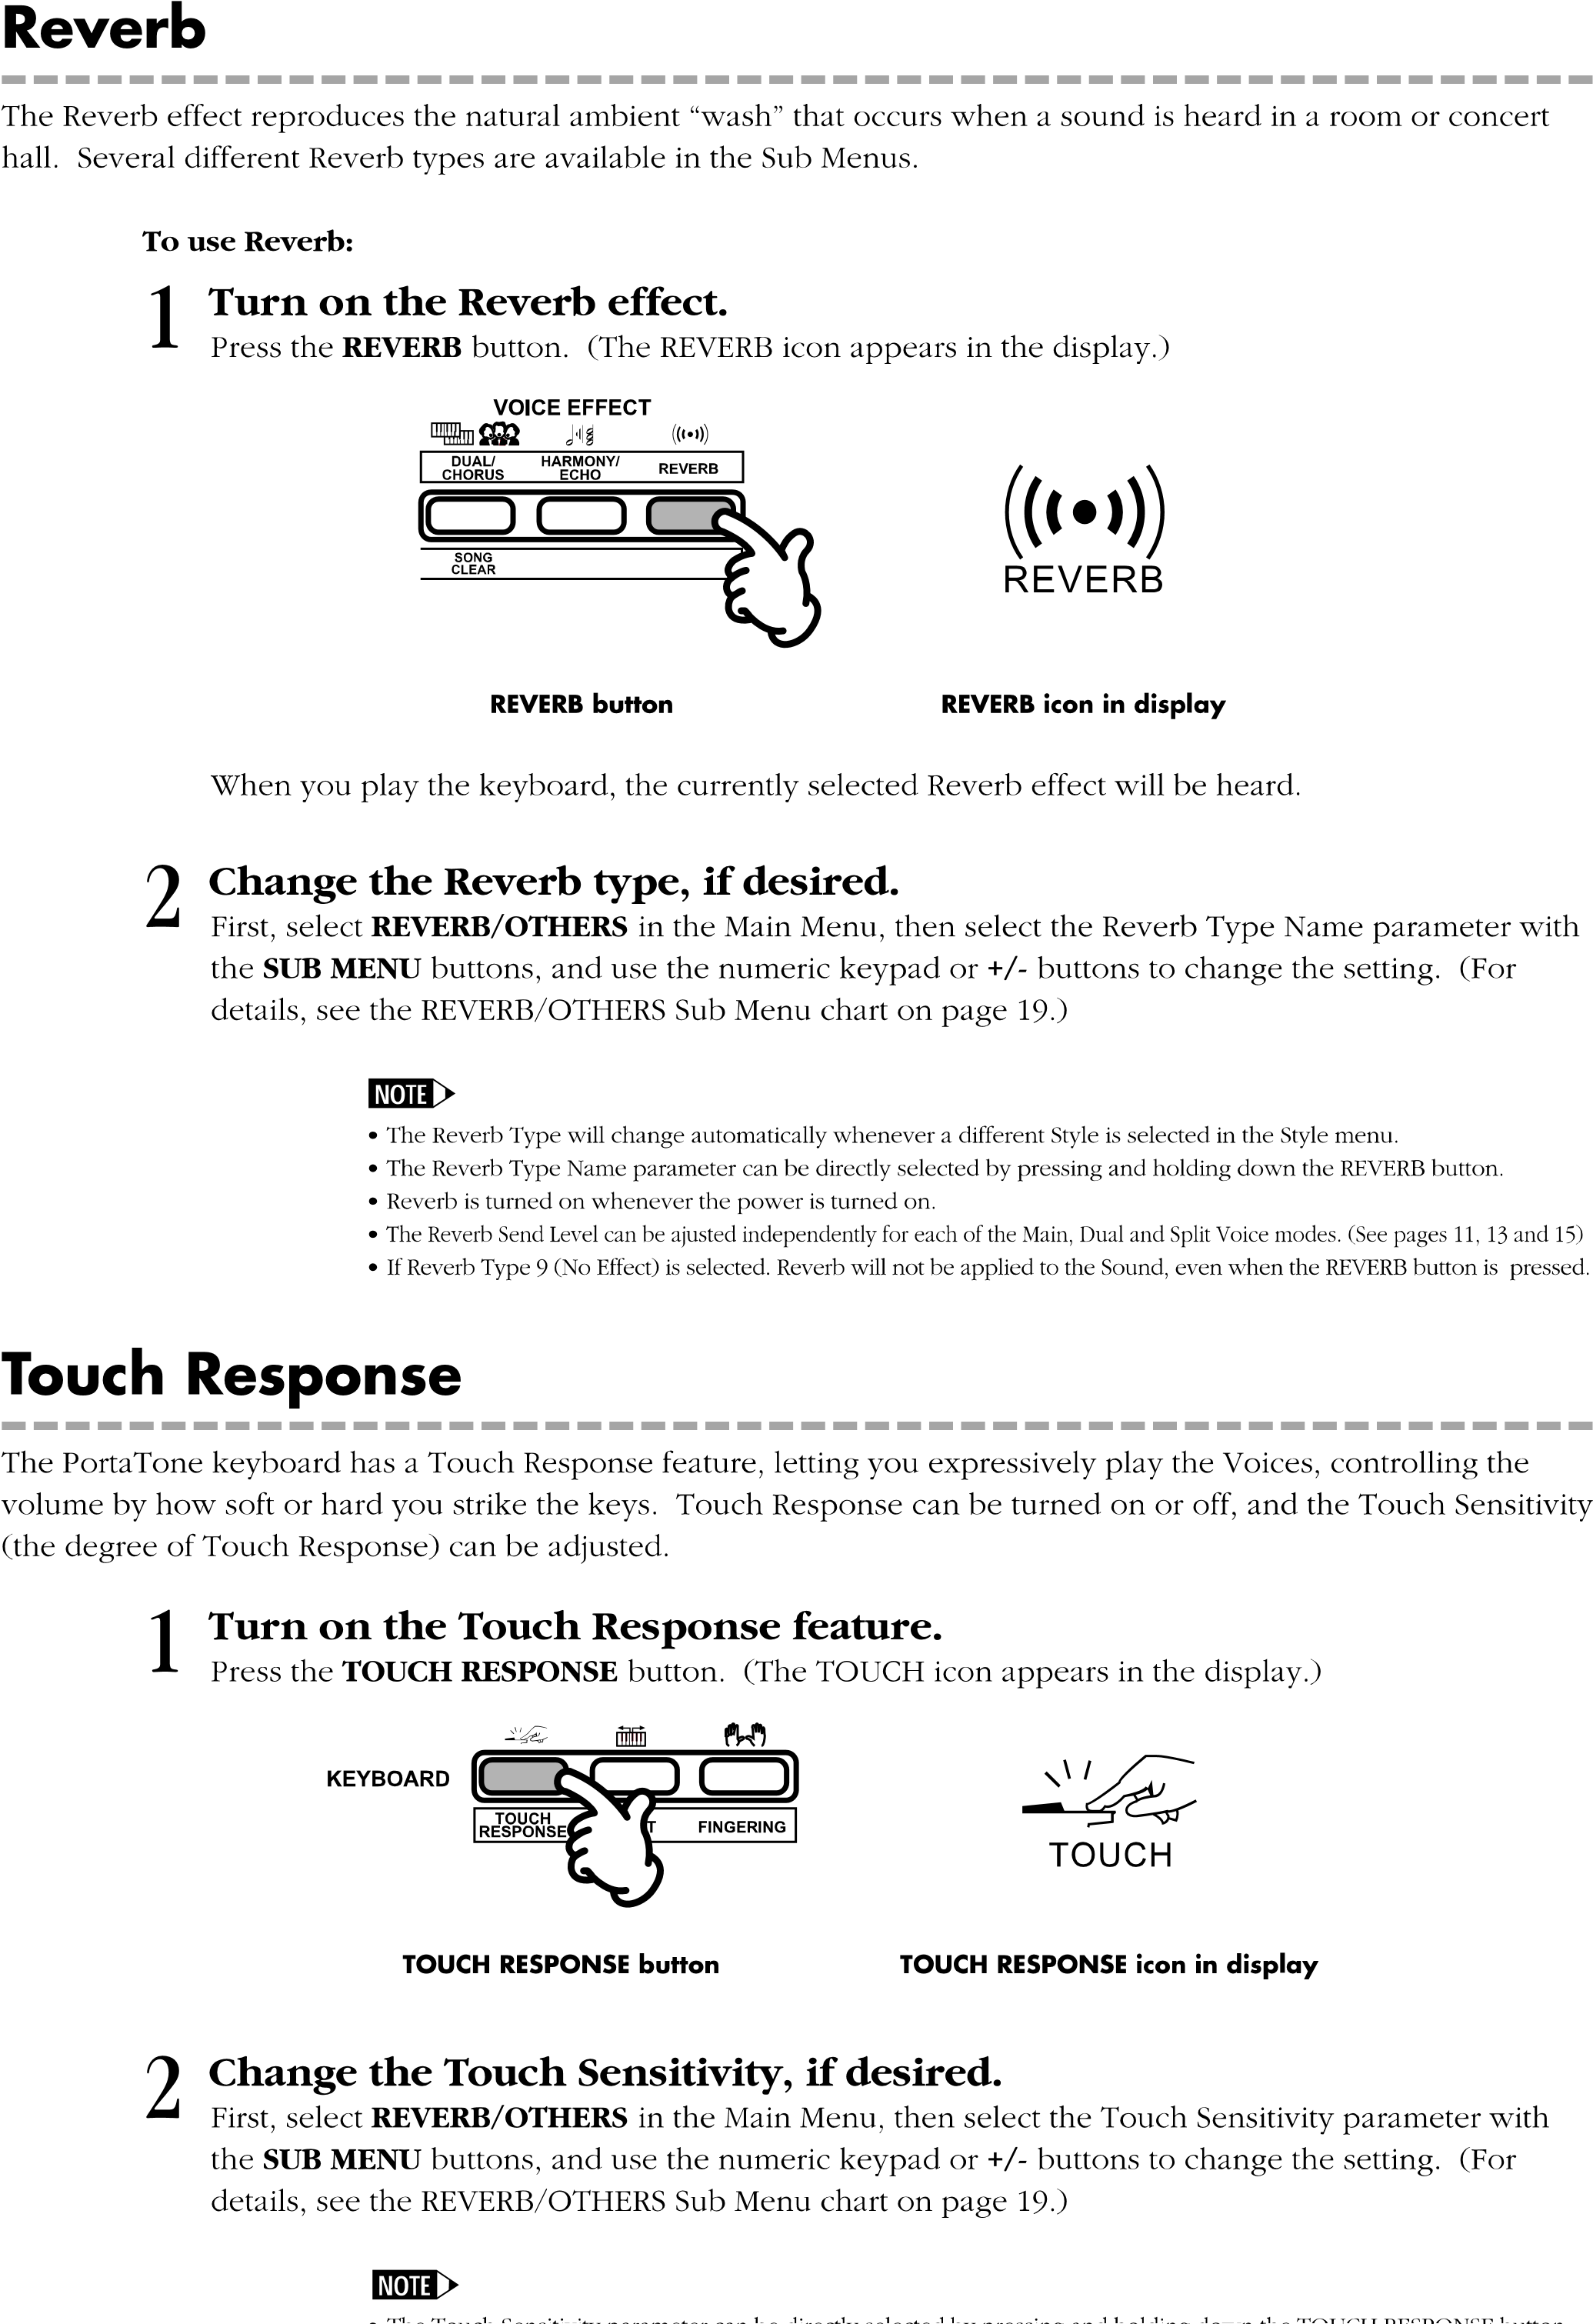 Reverb
The Reverb effect reproduces the natural ambient “wash” that occurs when a sound is heard in a room or concert
hall.  Several different Reverb types are available in the Sub Menus.
To use Reverb:
1 Turn on the Reverb effect.
Press the REVERB button.  (The REVERB icon appears in the display.)
VOICE EFFECT
DUAL/
CHORUS
HARMONY/
ECHO
REVERB
SONG
CLEAR
REVERB
REVERB button
REVERB icon in display
When you play the keyboard, the currently selected Reverb effect will be heard.
2 Change the Reverb type, if desired.
First, select REVERB/OTHERS in the Main Menu, then select the Reverb Type Name parameter with
the SUB MENU buttons, and use the numeric keypad or +/- buttons to change the setting.  (For
details, see the REVERB/OTHERS Sub Menu chart on page 19.)
NOTE
• The Reverb Type will change automatically whenever a different Style is selected in the Style menu.
• The Reverb Type Name parameter can be directly selected by pressing and holding down the REVERB button.
• Reverb is turned on whenever the power is turned on.
• The Reverb Send Level can be ajusted independently for each of the Main, Dual and Split Voice modes. (See pages 11, 13 and 15)
• If Reverb Type 9 (No Effect) is selected. Reverb will not be applied to the Sound, even when the REVERB button is  pressed.
Touch Response
The PortaTone keyboard has a Touch Response feature, letting you expressively play the Voices, controlling the
volume by how soft or hard you strike the keys.  Touch Response can be turned on or off, and the Touch Sensitivity
(the degree of Touch Response) can be adjusted.
1 Turn on the Touch Response feature.
Press the TOUCH RESPONSE button.  (The TOUCH icon appears in the display.)
KEYBOARD
TOUCH
RESPONSE
T
FINGERING
TOUCH
TOUCH RESPONSE button
TOUCH RESPONSE icon in display
2 Change the Touch Sensitivity, if desired.
First, select REVERB/OTHERS in the Main Menu, then select the Touch Sensitivity parameter with
the SUB MENU buttons, and use the numeric keypad or +/- buttons to change the setting.  (For
details, see the REVERB/OTHERS Sub Menu chart on page 19.)
NOTE
• The Touch Sensitivity parameter can be directly selected by pressing and holding down the TOUCH RESPONSE button.